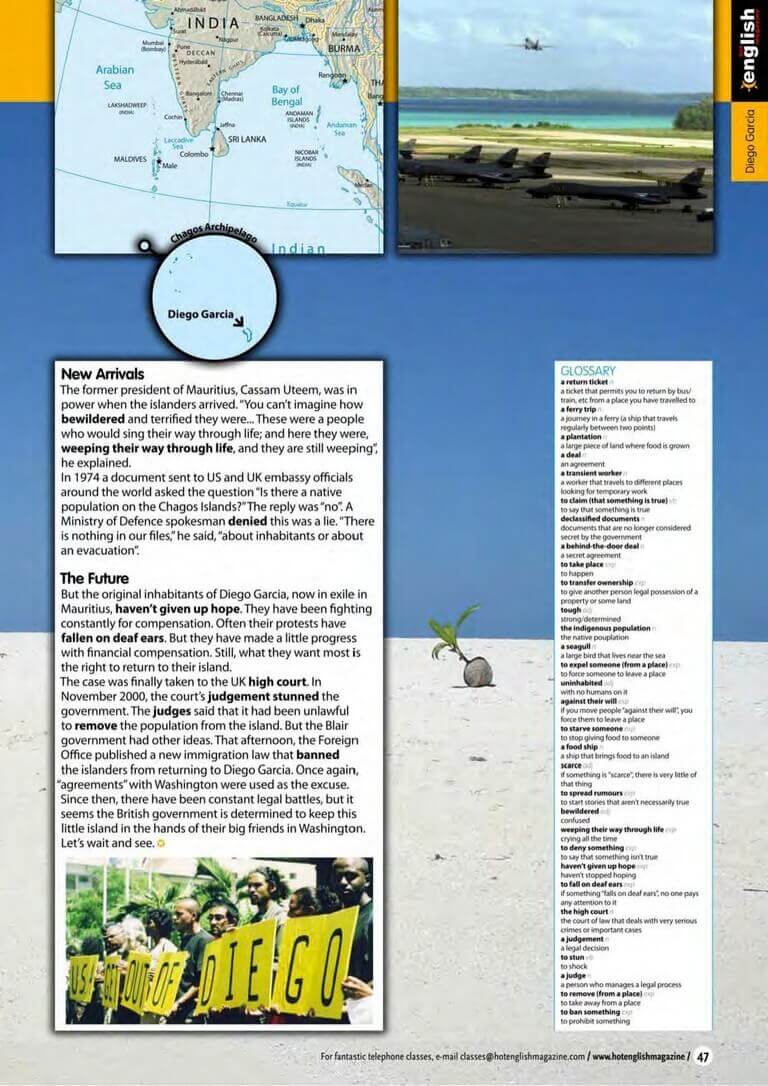 Ahmadabad
INDIA
BANGLADESH
Dhaka
Surat
Nagpur
Kolkata
(Calcutta)
Chittagong
Mandalay
Mumbai
(Bombay)
Pune
DECCAN
BURMA
Hyderabad
Arabian
Sea
Rangoon
Bay of
Bengal
THA
Bang
Bangalore
Chennai
(Madras)
LAKSHADWEEP
(INDIA)
ANDAMAN
ISLANDS
(INDIA)
Andaman
Sea
Cochin
Jaffna
Laccadive
Sea
SRI LANKA
Colombo
NICOBAR
ISLANDS
(INDIA)
MALDIVES
Male
Medan
Equator
Chagos Archipelago
Indian
Diego Garcia
english
magazine
Diego Garcia
New Arrivals
The former president of Mauritius, Cassam Uteem, was in
power when the islanders arrived. "You can't imagine how
bewildered and terrified they were... These were a people
who would sing their way through life; and here they were,
weeping their way through life, and they are still weeping",
he explained.
In 1974 a document sent to US and UK embassy officials
around the world asked the question "Is there a native
population on the Chagos Islands?" The reply was "no". A
Ministry of Defence spokesman denied this was a lie. "There
is nothing in our files," he said, "about inhabitants or about
an evacuation".
The Future
But the original inhabitants of Diego Garcia, now in exile in
Mauritius, haven't given up hope. They have been fighting
constantly for compensation. Often their protests have
fallen on deaf ears. But they have made a little progress
with financial compensation. Still, what they want most is
the right to return to their island.
The case was finally taken to the UK high court. In
November 2000, the court's judgement stunned the
government. The judges said that it had been unlawful
to remove the population from the island. But the Blair
government had other ideas. That afternoon, the Foreign
Office published a new immigration law that banned
the islanders from returning to Diego Garcia. Once again,
"agreements" with Washington were used as the excuse.
Since then, there have been constant legal battles, but it
seems the British government is determined to keep this
little island in the hands of their big friends in Washington.
Let's wait and see.
US GET OUT OF DIEGO
GLOSSARY
a return ticket n
a ticket that permits you to return by bus/
train, etc from a place you have travelled to
a ferry trip n
a journey in a ferry (a ship that travels
regularly between two points)
a plantation n
a large piece of land where food is grown
a deal n
an agreement
a transient worker n
a worker that travels to different places
looking for temporary work
to claim (that something is true) vb
to say that something is true
declassified documents n
documents that are no longer considered
secret by the government
a behind-the-door deal n
a secret agreement
to take place exp
to happen
to transfer ownership exp
to give another person legal possession of a
property or some land
tough adj
strong/determined
the indigenous population n
the native pouplation
a seagull n
a large bird that lives near the sea
to expel someone (from a place) exp
to force someone to leave a place
uninhabited adj
with no humans on it
against their will exp
if you move people "against their will", you
force them to leave a place
to starve someone exp
to stop giving food to someone
a food ship n
a ship that brings food to an island
scarce adj
if something is "scarce", there is very little of
that thing
to spread rumours exp
to start stories that aren't necessarily true
bewildered adj
confused
weeping their way through life exp
crying all the time
to deny something exp
to say that something isn't true
haven't given up hope exp
haven't stopped hoping
to fall on deaf ears exp
if something "falls on deaf ears", no one pays
any attention to it
the high court n
the court of law that deals with very serious
crimes or important cases
a judgement n
a legal decision
to stun vb
to shock
a judge n
a person who manages a legal process
to remove (from a place) exp
to take away from a place
to ban something exp
to prohibit something
For fantastic telephone classes, e-mail classes@hotenglishmagazine.com / www.hotenglishmagazine / 47